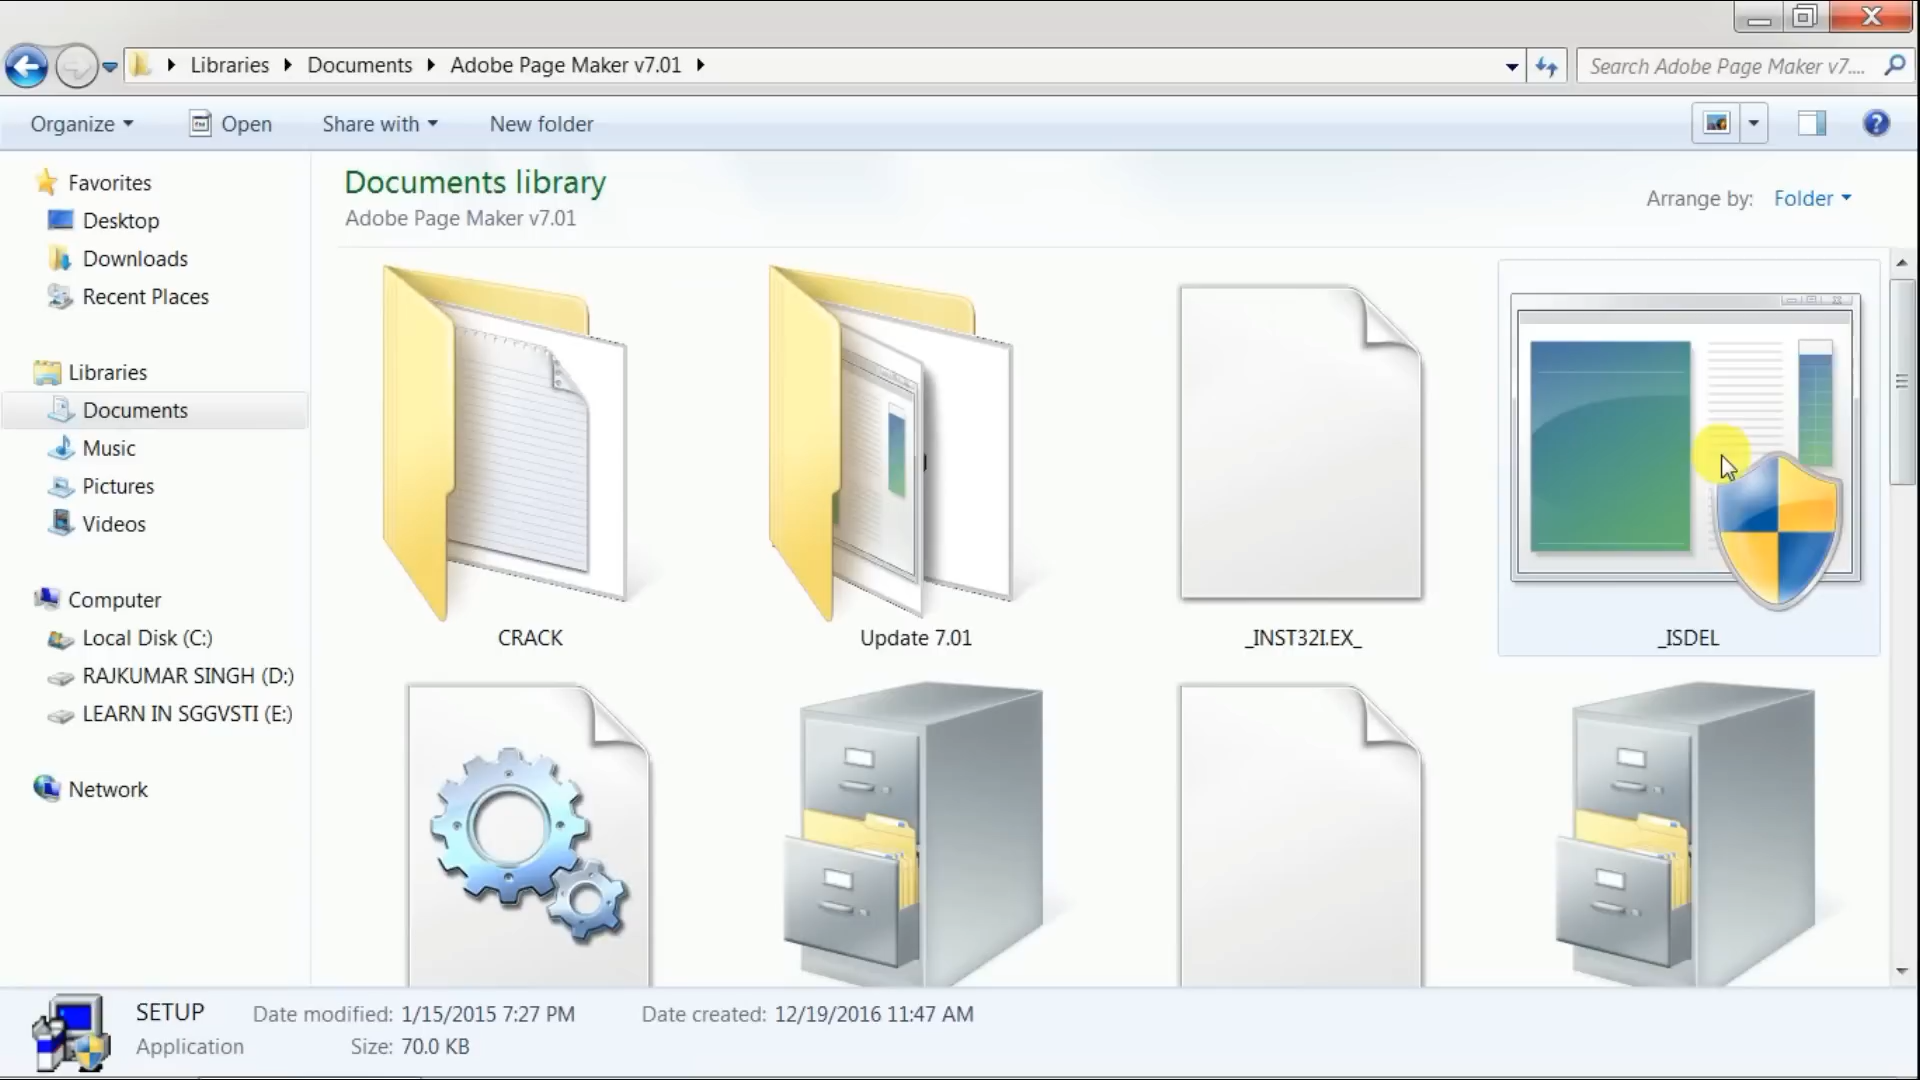 Libraries Documents Adobe Page Maker v7.01
Search Adobe Page Maker v7....
Organize Open Share with New folder
Favorites
Desktop
Downloads
Recent Places
Libraries
Documents
Music
Pictures
Videos
Computer
Local Disk (C:)
RAJKUMAR SINGH (D:)
LEARN IN SGGVSTI (E:)
Network
Documents library
Adobe Page Maker v7.01
Arrange by: Folder
CRACK
Update 7.01
_INST32I.EX_
_ISDEL
SETUP Date modified: 1/15/2015 7:27 PM Date created: 12/19/2016 11:47 AM
Application Size: 70.0 KB